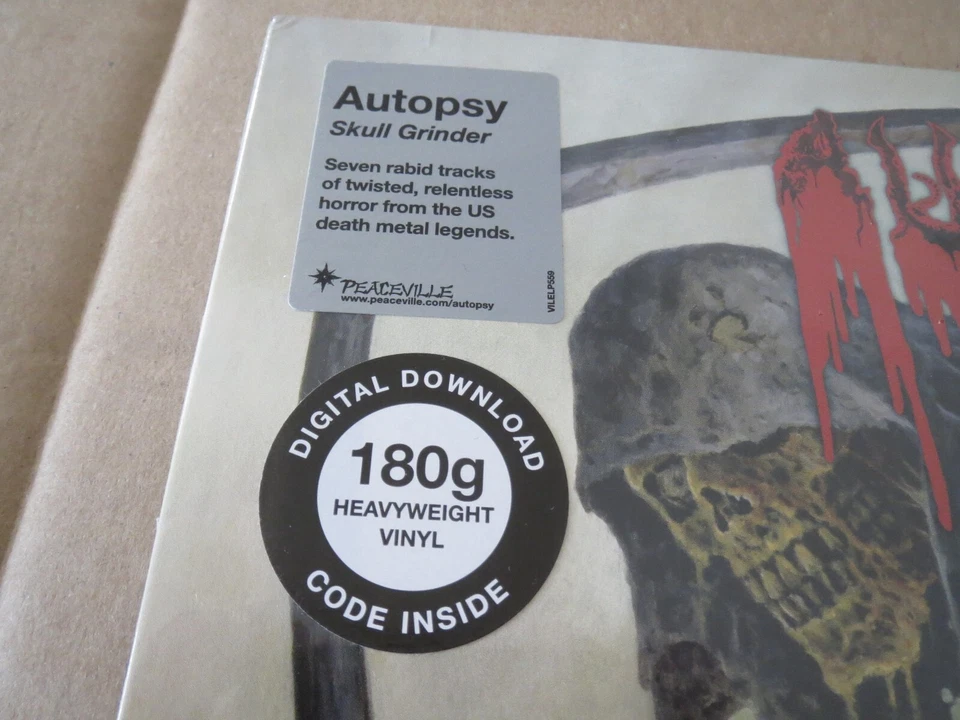 Autopsy
Skull Grinder
Seven rabid tracks
of twisted, relentless
horror from the US
death metal legends.
PEACEVILLE
www.peaceville.com/autopsy
VILELP559
DIGITAL DOWNLOAD
180g
HEAVYWEIGHT
VINYL
CODE INSIDE